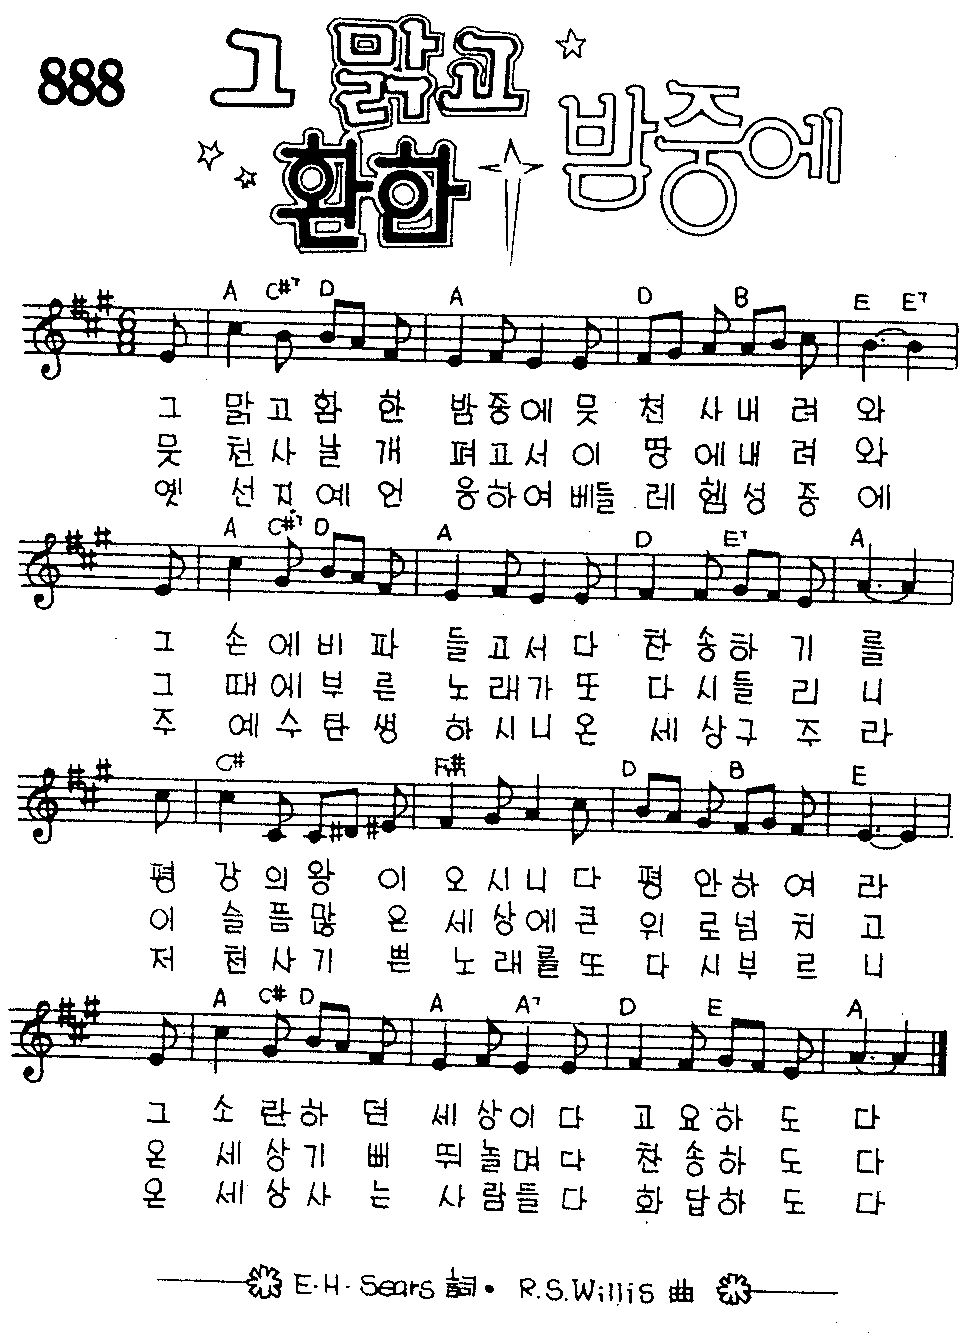 888 그 맑고
환한 밤중에
A C#7 D A D B E E7
그 맑고 함 한 밤중에 뭇 천 사내 려 와
뭇 천사날 개 펴고서 이 땅에내 려 와
옛 선지예 언 응하여 베들 레헴성 중 에
A C#7 D A D E7 A
그 손에비 파 들고서 다 찬송하 기 를
그 때에부 른 노래가 또 다시들 리 니
주 예수탄 생 하시니 온 세상구 주 라
C# F# D B E
평 강의왕 이 오시니 다 평 안하 여 라
이 슬픔많 은 세상에 큰 위 로넘 치 고
저 천사기 쁜 노래를 또 다 시부 르 니
A C# D A A7 D E A
그 소란하 던 세상이 다 고요하 도 다
온 세상기 뻐 뛰놀며 다 찬송하 도 다
온 세상사 는 사람들 다 화답하 도 다
E.H. Sears 詞. R.S.Willis 曲